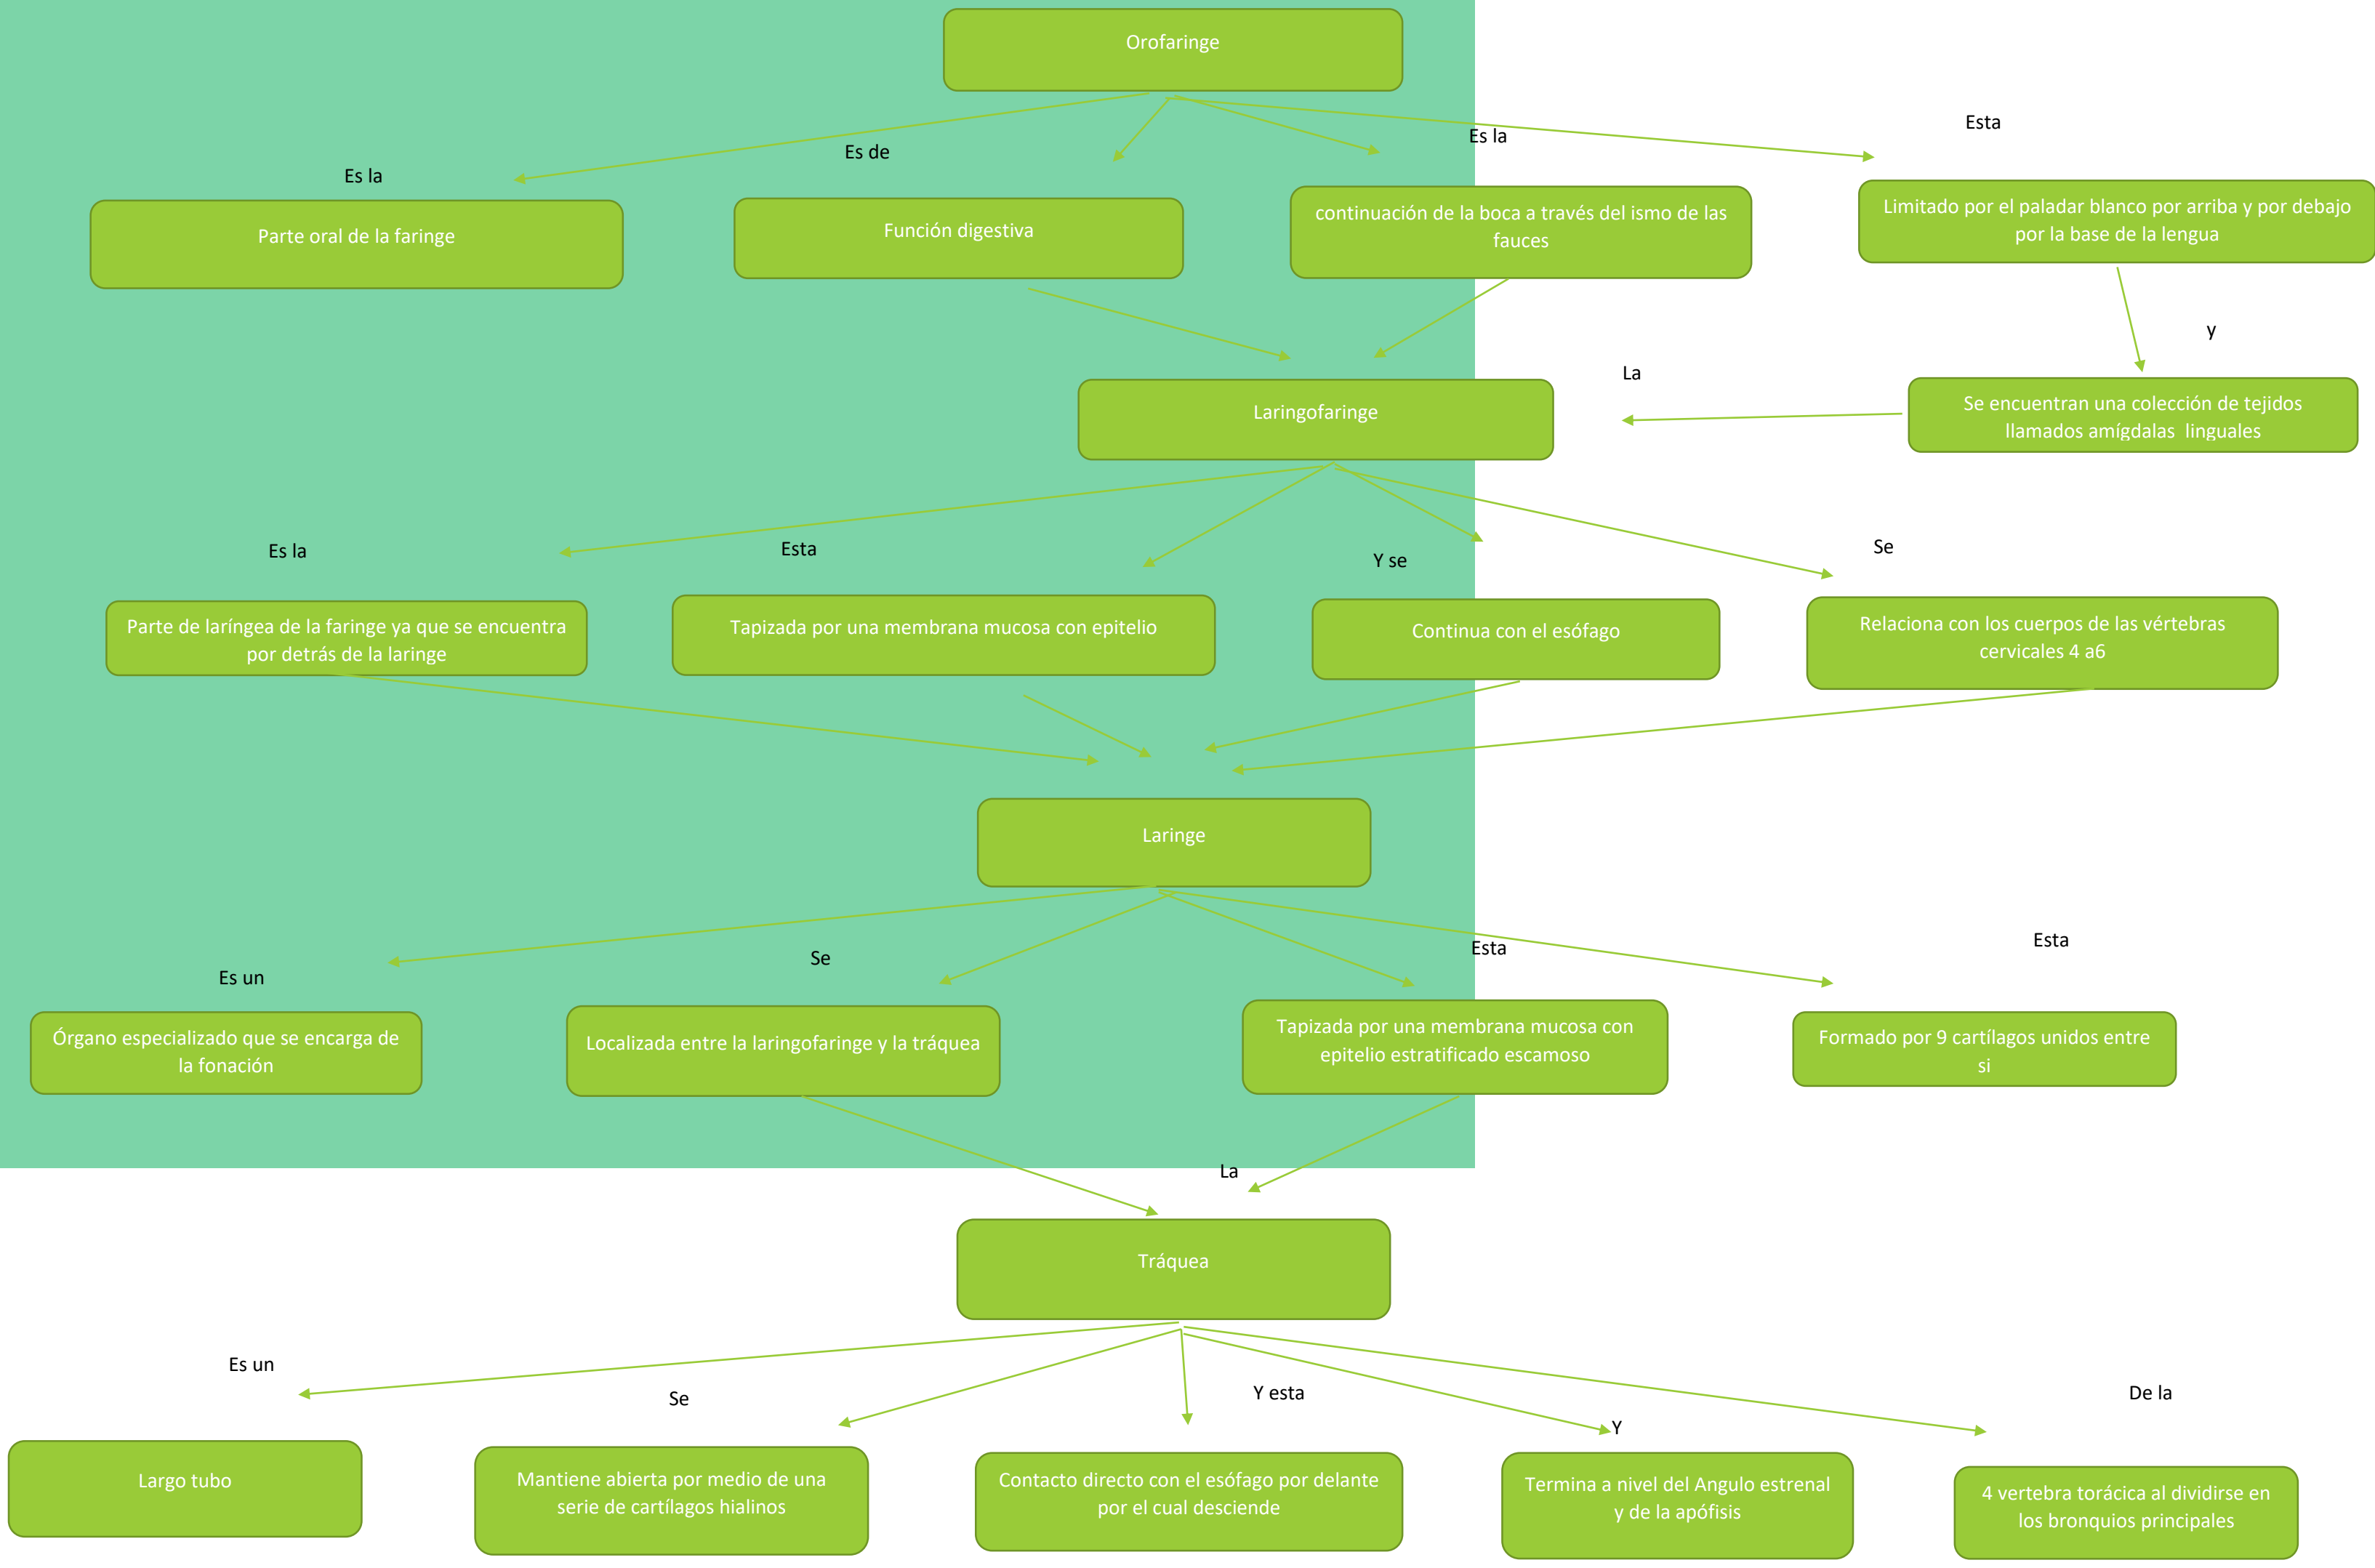 Orofaringe
Es la
Es de
Es la
Esta
Parte oral de la faringe
Función digestiva
continuación de la boca a través del ismo de las
fauces
Limitado por el paladar blanco por arriba y por debajo
por la base de la lengua
y
La
Laringofaringe
Se encuentran una colección de tejidos
llamados amígdalas linguales
Es la
Esta
Y se
Se
Parte de laríngea de la faringe ya que se encuentra
por detrás de la laringe
Tapizada por una membrana mucosa con epitelio
Continua con el esófago
Relaciona con los cuerpos de las vértebras
cervicales 4 a6
Laringe
Es un
Se
Esta
Esta
Órgano especializado que se encarga de
la fonación
Localizada entre la laringofaringe y la tráquea
Tapizada por una membrana mucosa con
epitelio estratificado escamoso
Formado por 9 cartílagos unidos entre
si
La
Tráquea
Es un
Se
Y esta
Y
De la
Largo tubo
Mantiene abierta por medio de una
serie de cartílagos hialinos
Contacto directo con el esófago por delante
por el cual desciende
Termina a nivel del Angulo estrenal
y de la apófisis
4 vertebra torácica al dividirse en
los bronquios principales